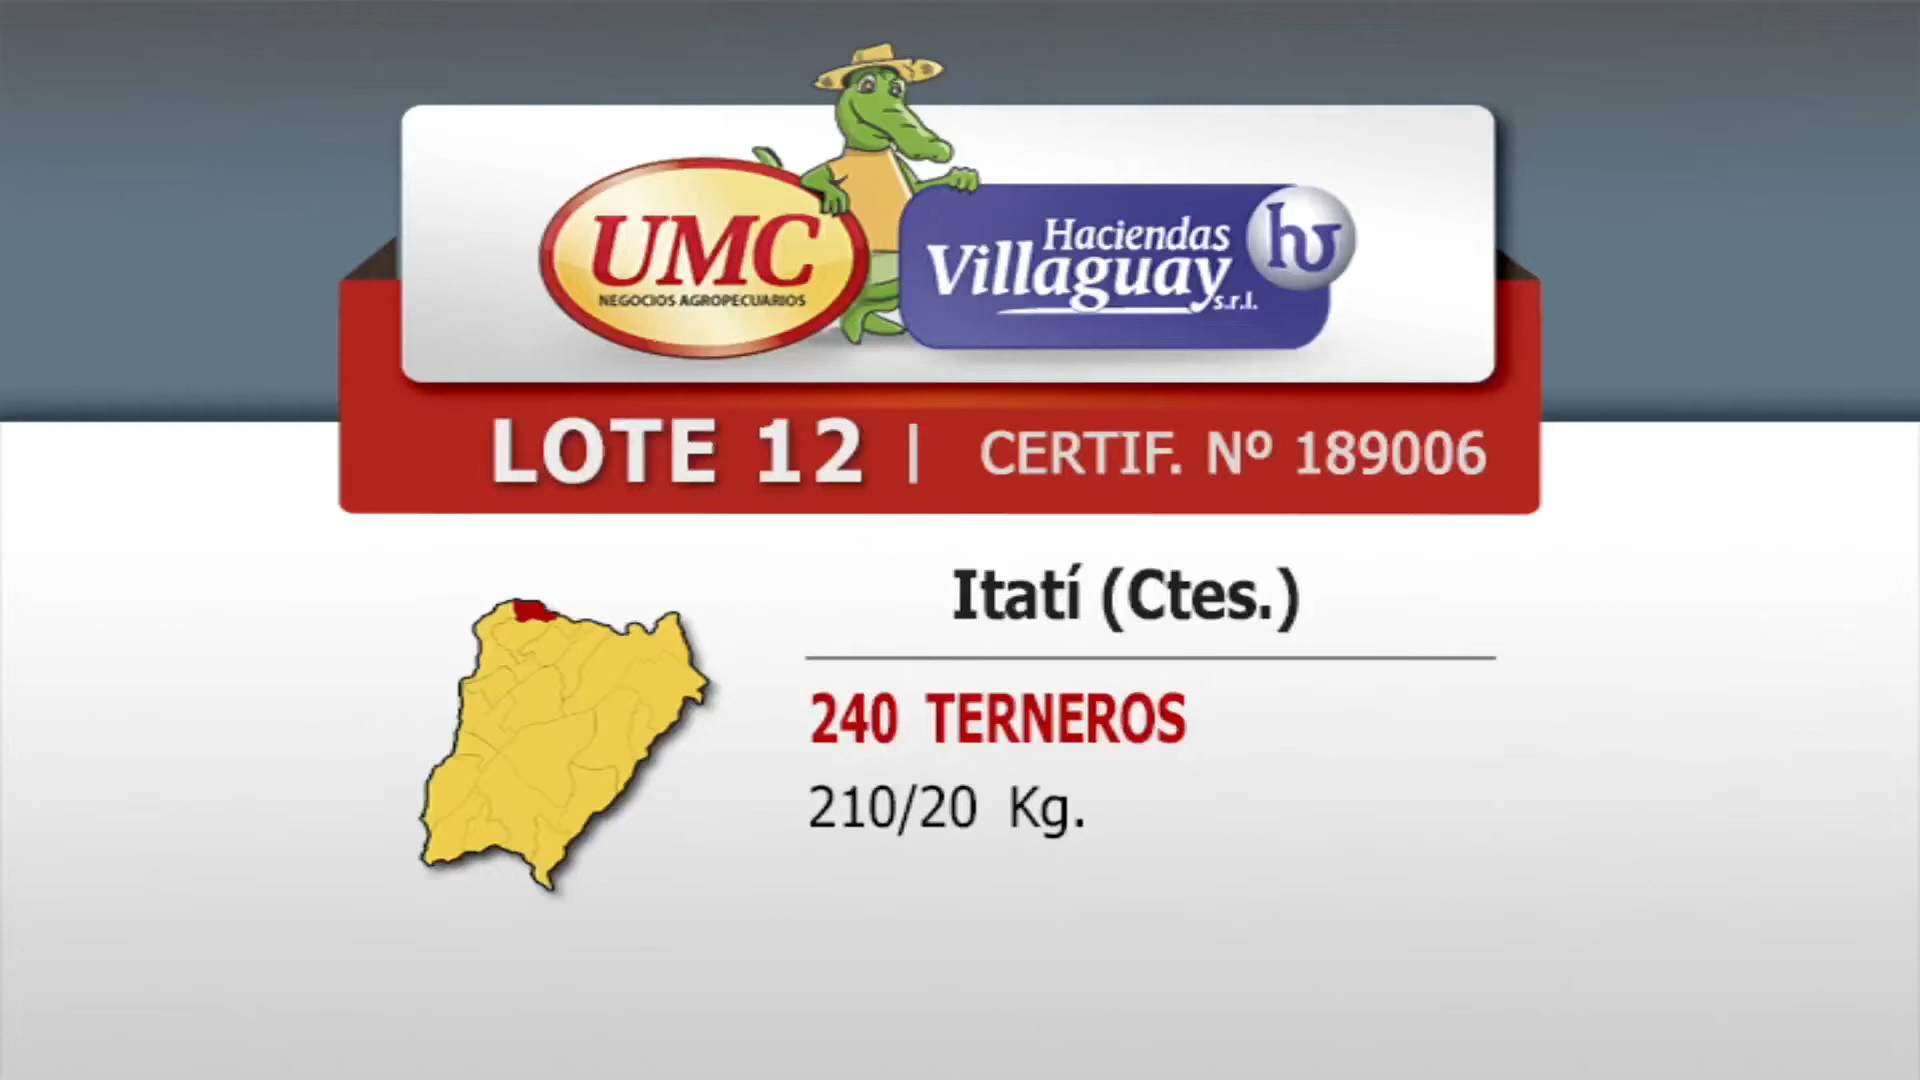 UMC
NEGOCIOS AGROPECUARIOS
Haciendas
Villaguay
s.r.l.
hv
LOTE 12 | CERTIF. Nº 189006
Itatí (Ctes.)
240 TERNEROS
210/20 Kg.